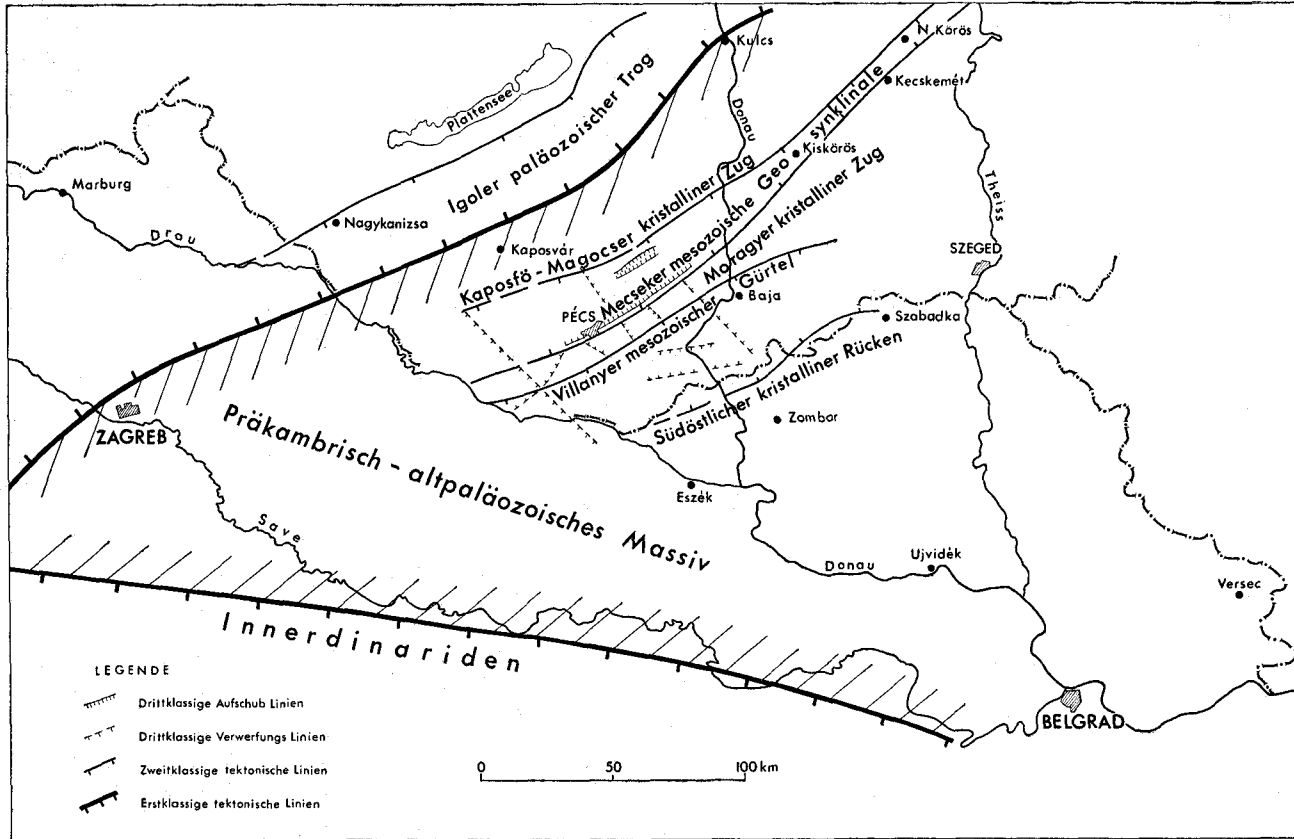 Kulcs
N. Körös
Kecskemét
Plattensee
Donau
Igoler paläozoischer Trog
Kiskörös
Theiss
Marburg
Drau
Nagykanizsa
Kaposvár
Kaposfö - Magocser kristalliner Zug
Mecseker mesozoische Geosynklinale
Moragyer kristalliner Zug
SZEGED
PÉCS
Baja
Villanyer mesozoischer Gürtel
Szabadka
Südöstlicher kristalliner Rücken
Zombor
ZAGREB
Präkambrisch - altpaläozoisches Massiv
Eszék
Save
Donau
Ujvidék
Versec
Innerdinariden
BELGRAD
LEGENDE
Drittklassige Aufschub Linien
Drittklassige Verwerfungs Linien
Zweitklassige tektonische Linien
Erstklassige tektonische Linien
0 50 100 km